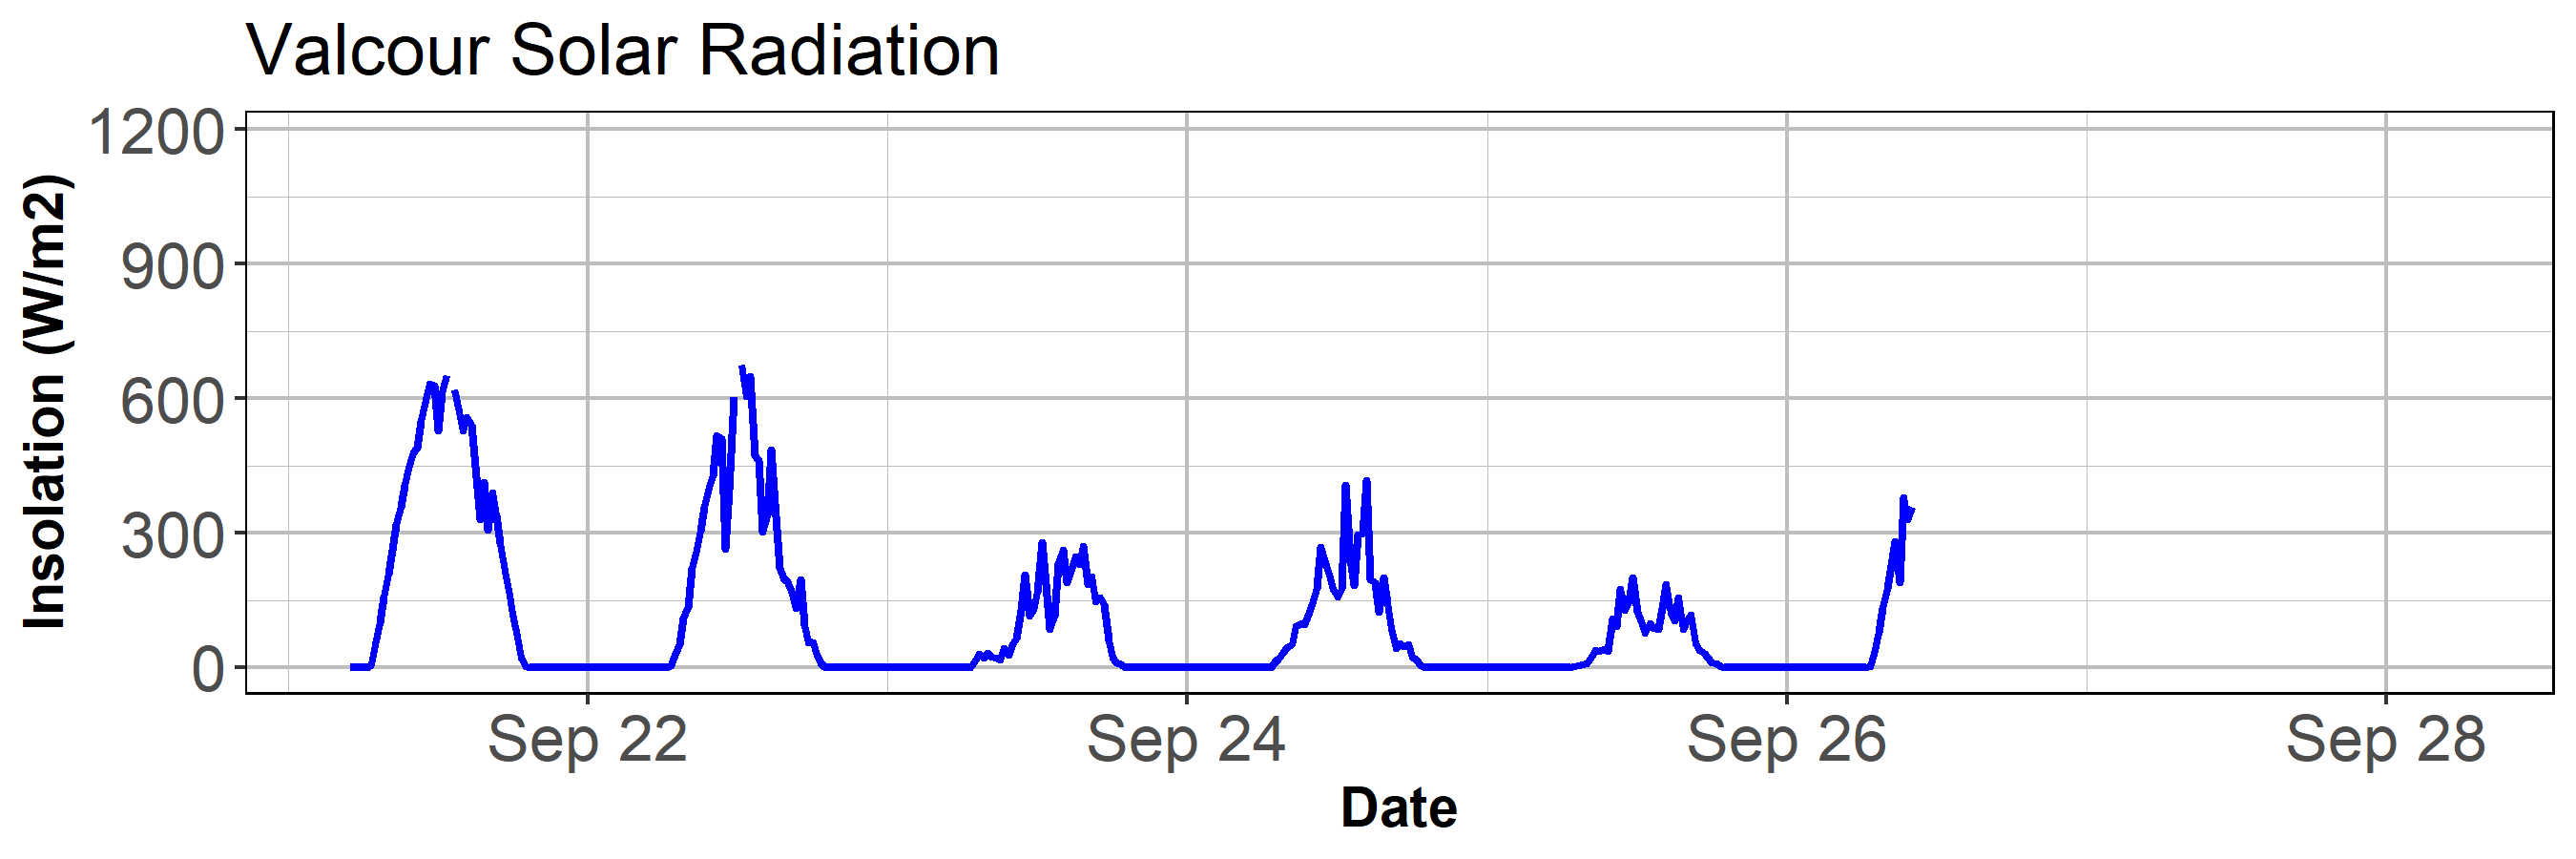 Valcour Solar Radiation
1200
900
600
300
0
Insolation (W/m2)
Sep 22
Sep 24
Sep 26
Sep 28
Date